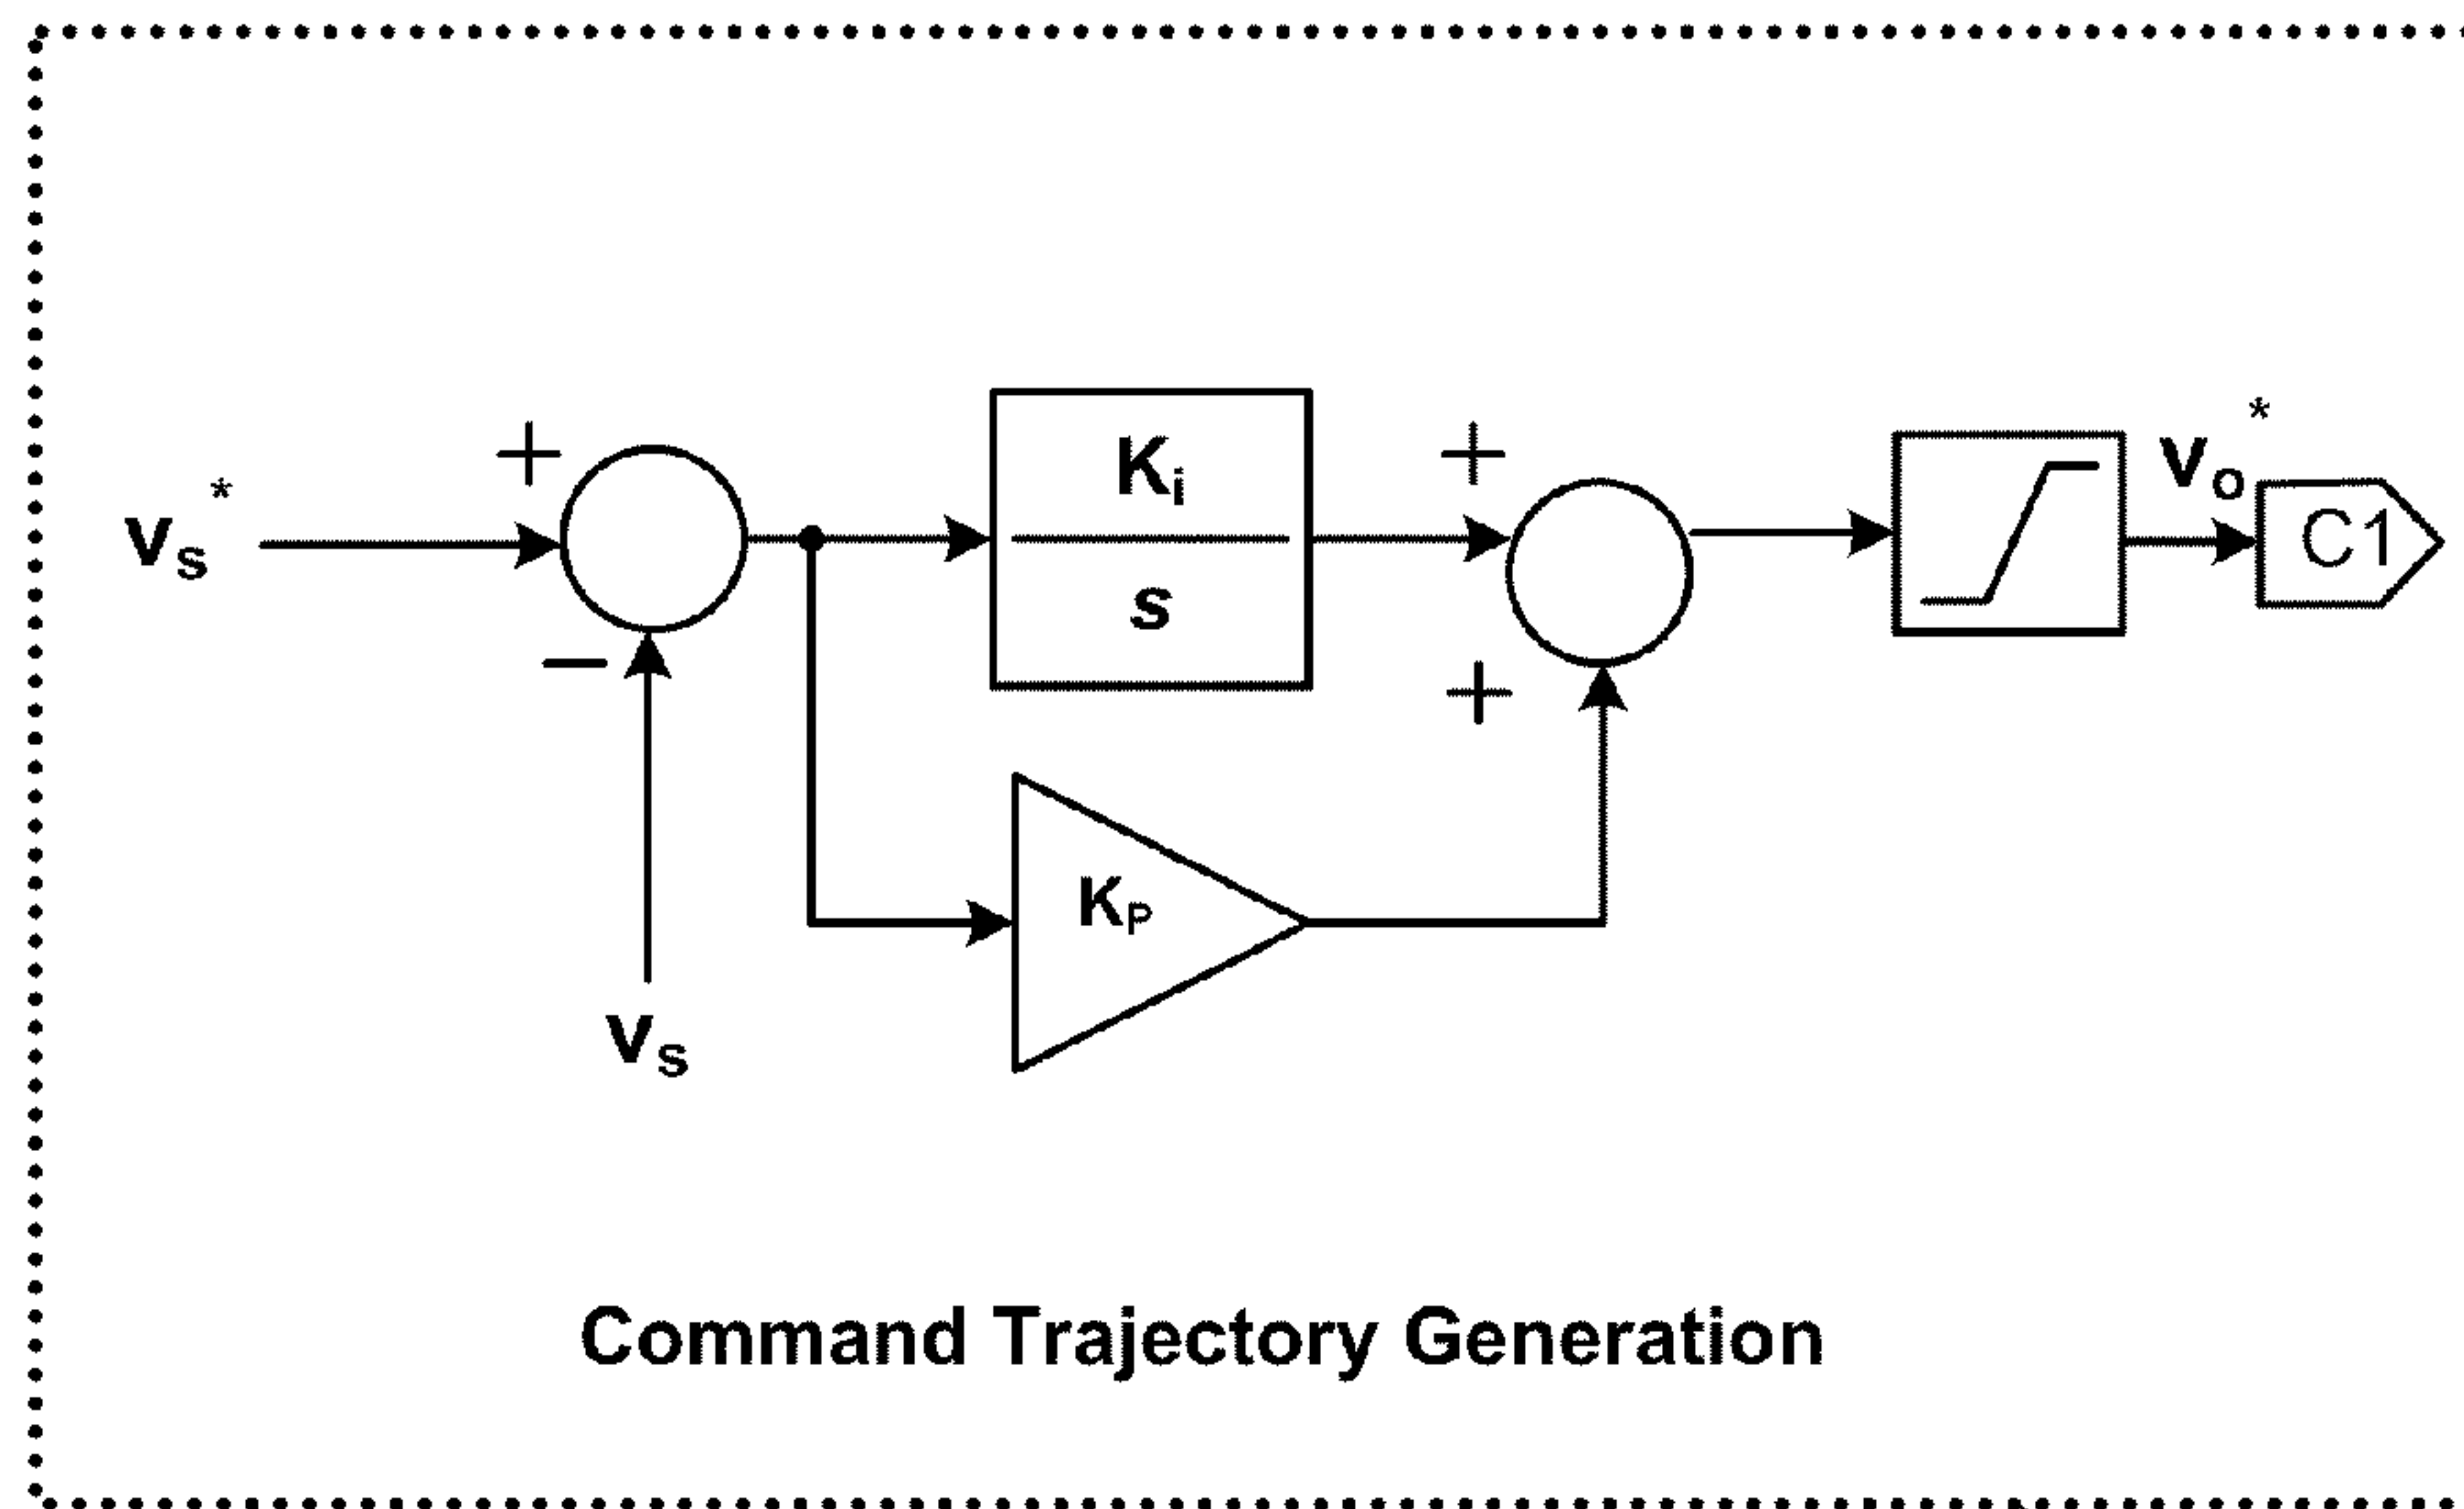 +
vs*
−
vs
Ki
s
KP
+
+
vo*
C1
Command Trajectory Generation